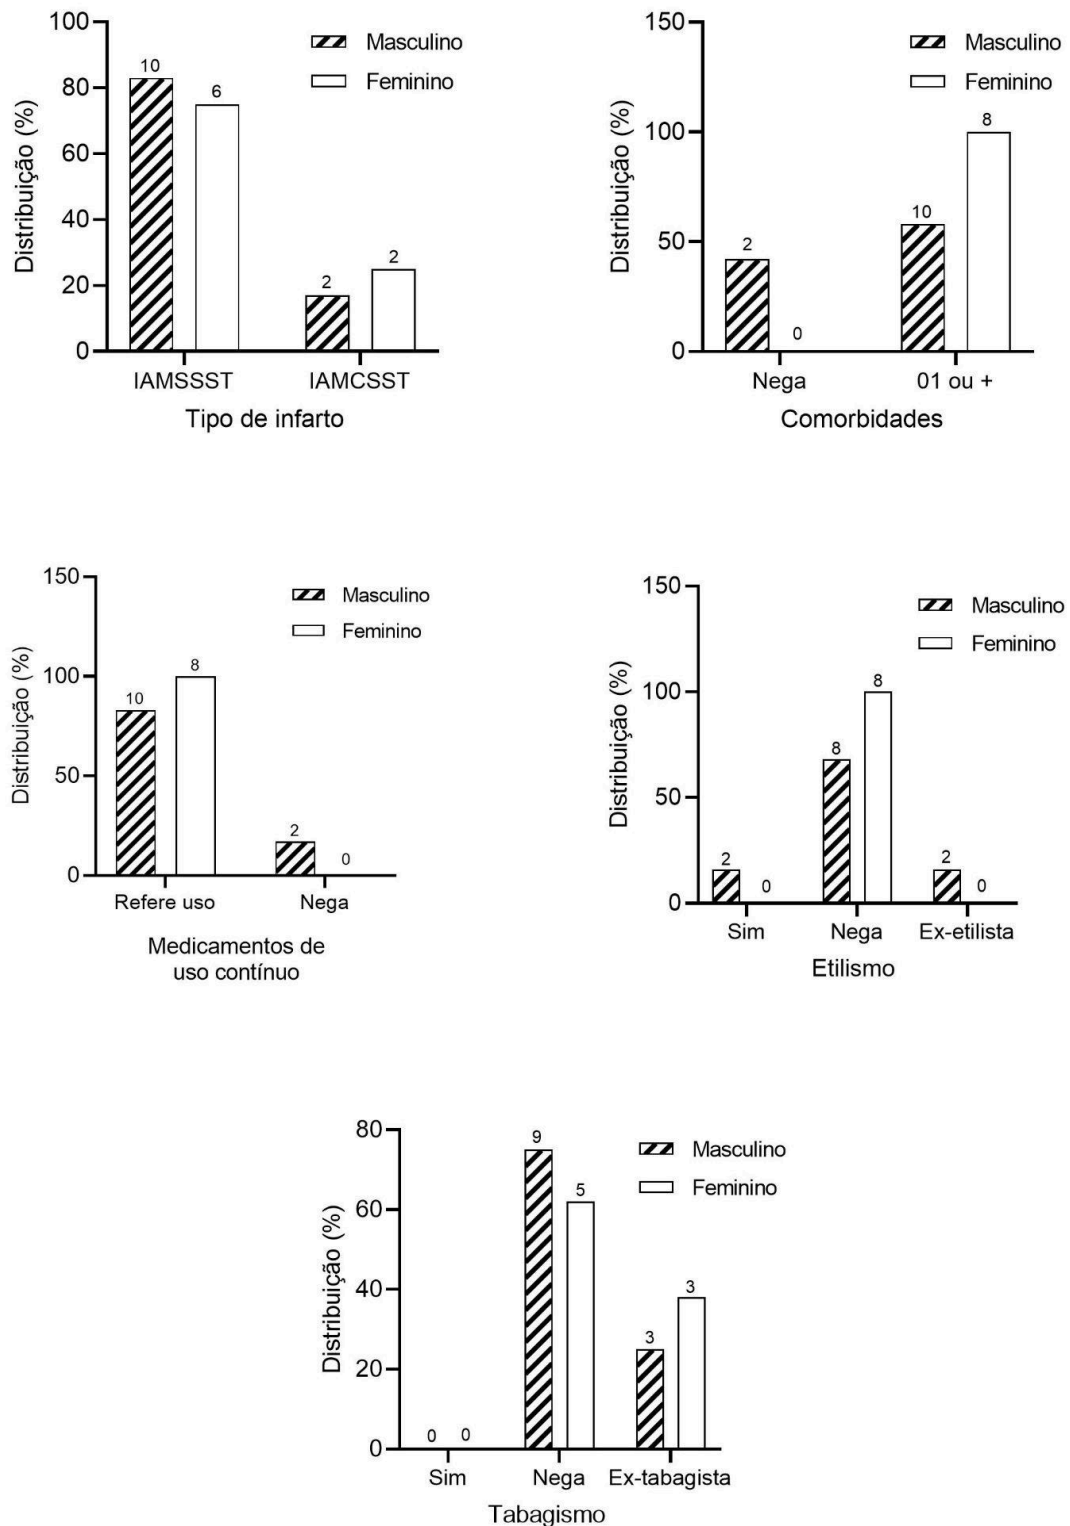 100
80
60
40
20
0
Distribuição (%)
10
6
2
2
Masculino
Feminino
IAMSSST
IAMCSST
Tipo de infarto
150
100
50
0
Distribuição (%)
2
0
10
8
Masculino
Feminino
Nega
01 ou +
Comorbidades
150
100
50
0
Distribuição (%)
10
8
2
0
Masculino
Feminino
Refere uso
Nega
Medicamentos de
uso contínuo
150
100
50
0
Distribuição (%)
2
0
8
8
2
0
Masculino
Feminino
Sim
Nega
Ex-etilista
Etilismo
80
60
40
20
0
Distribuição (%)
0
0
9
5
3
3
Masculino
Feminino
Sim
Nega
Ex-tabagista
Tabagismo